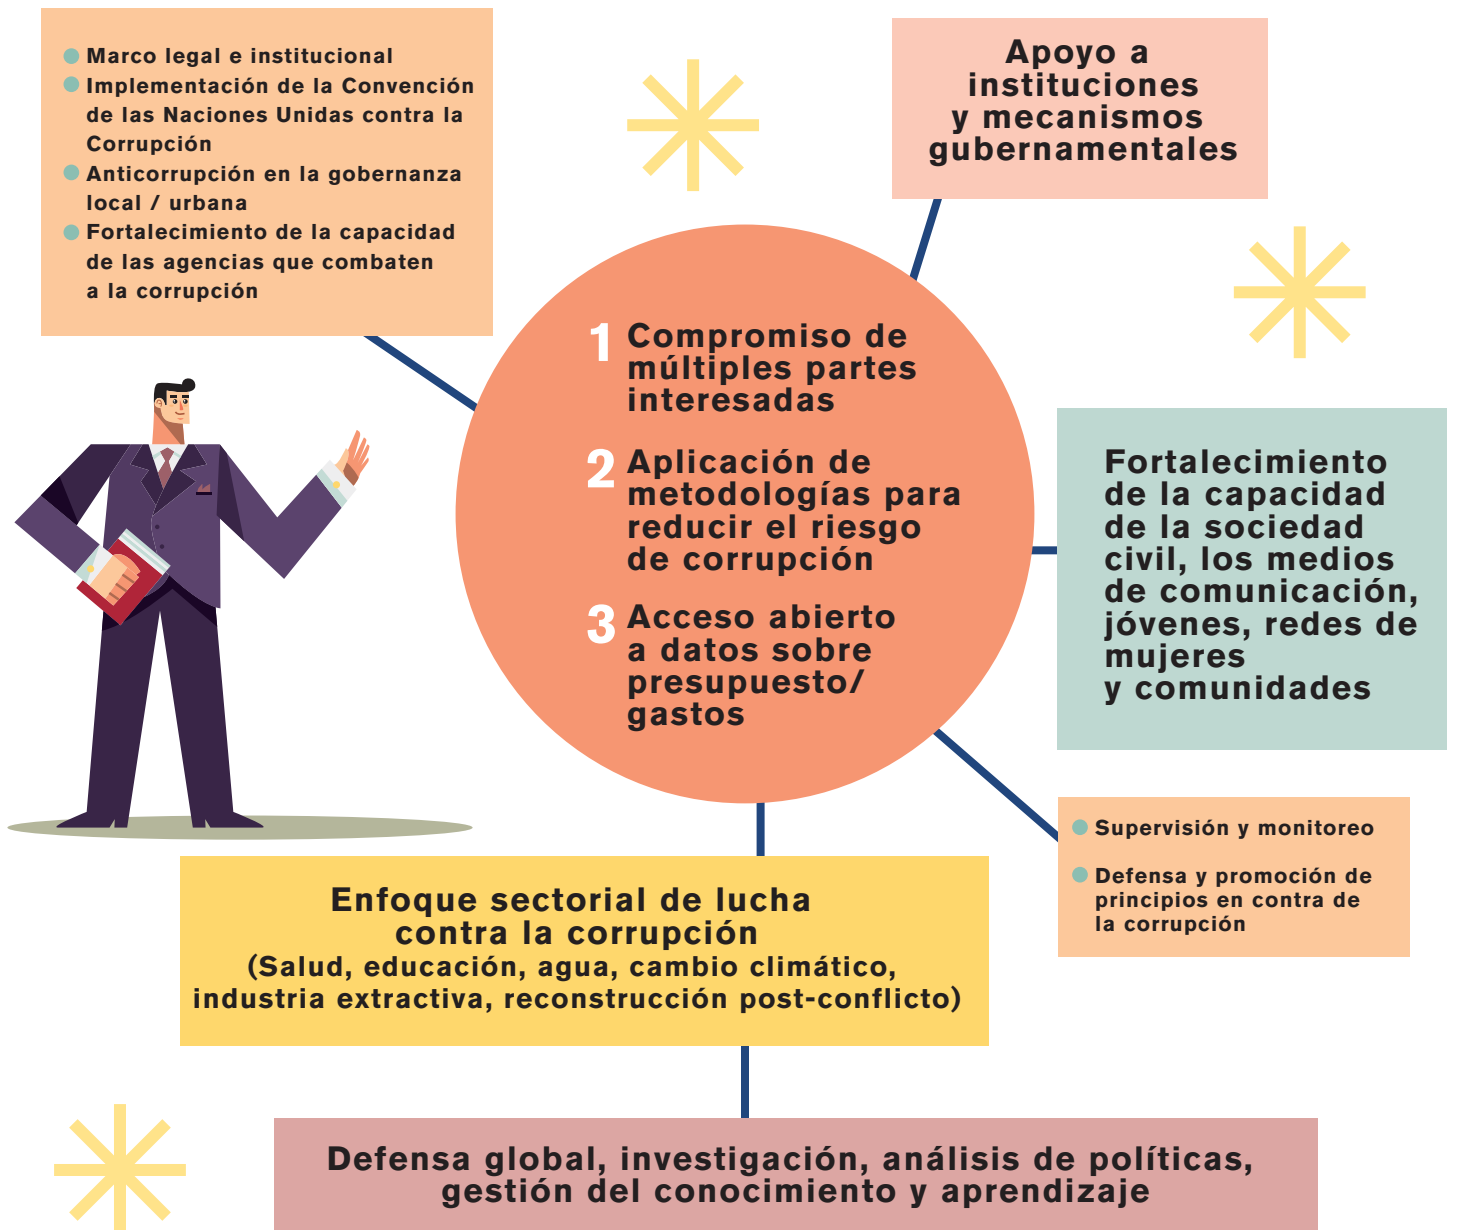 Marco legal e institucional
Implementación de la Convención
de las Naciones Unidas contra la
Corrupción
Anticorrupción en la gobernanza
local / urbana
Fortalecimiento de la capacidad
de las agencias que combaten
a la corrupción
Apoyo a
instituciones
y mecanismos
gubernamentales
1 Compromiso de
múltiples partes
interesadas
2 Aplicación de
metodologías para
reducir el riesgo
de corrupción
3 Acceso abierto
a datos sobre
presupuesto/
gastos
Fortalecimiento
de la capacidad
de la sociedad
civil, los medios
de comunicación,
jóvenes, redes de
mujeres
y comunidades
Supervisión y monitoreo
Defensa y promoción de
principios en contra de
la corrupción
Enfoque sectorial de lucha
contra la corrupción
(Salud, educación, agua, cambio climático,
industria extractiva, reconstrucción post-conflicto)
Defensa global, investigación, análisis de políticas,
gestión del conocimiento y aprendizaje